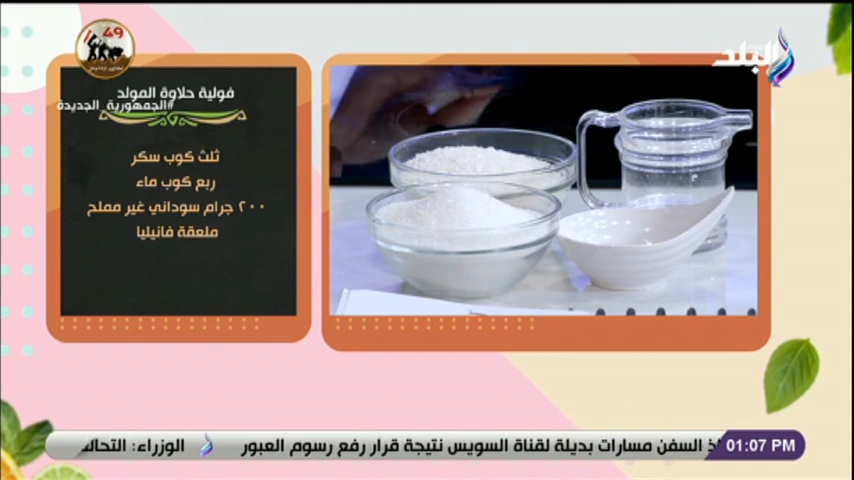 49
البلد
فولية حلاوة المولد
#الجمهورية_الجديدة
ثلث كوب سكر
ربع كوب ماء
٢٠٠ جرام سوداني غير مملح
ملعقة فانيليا
01:07 PM
ذ السفن مسارات بديلة لقناة السويس نتيجة قرار رفع رسوم العبور
الوزراء: التحالف